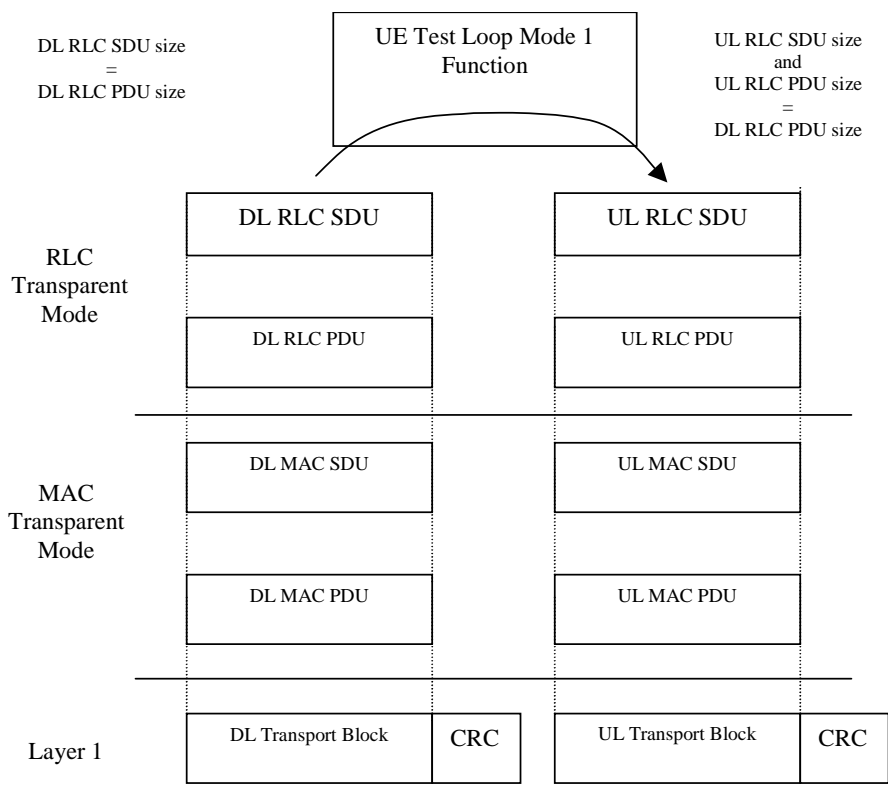 DL RLC SDU size
=
DL RLC PDU size
UE Test Loop Mode 1
Function
UL RLC SDU size
and
UL RLC PDU size
=
DL RLC PDU size
RLC
Transparent
Mode
DL RLC SDU
UL RLC SDU
DL RLC PDU
UL RLC PDU
MAC
Transparent
Mode
DL MAC SDU
UL MAC SDU
DL MAC PDU
UL MAC PDU
Layer 1
DL Transport Block
CRC
UL Transport Block
CRC